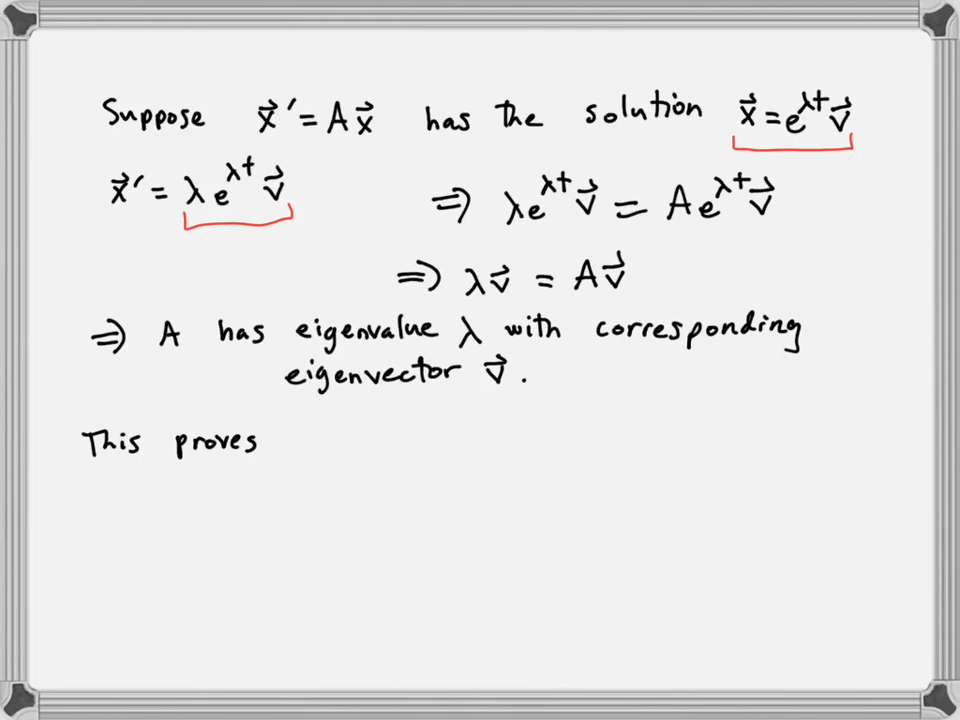 Suppose x⃗′ = Ax⃗ has the solution x⃗ = e^{λt}v⃗
x⃗′ = λe^{λt}v⃗ ⇒ λe^{λt}v⃗ = Ae^{λt}v⃗
⇒ λv⃗ = Av⃗
⇒ A has eigenvalue λ with corresponding
eigenvector v⃗.
This proves